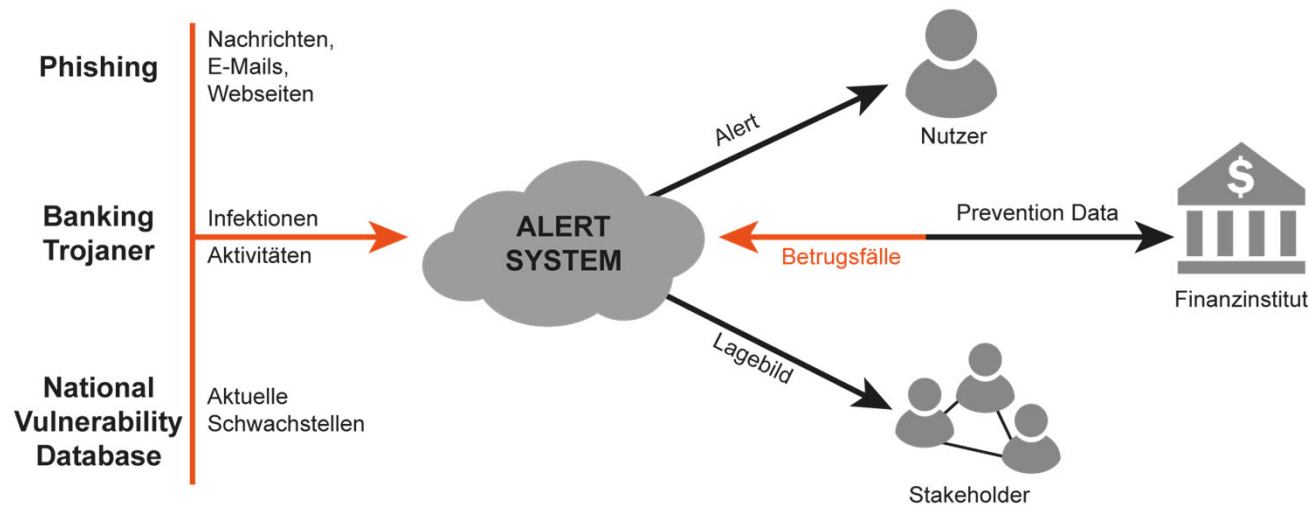 Phishing
Nachrichten,
E-Mails,
Webseiten
Banking
Trojaner
Infektionen
Aktivitäten
National
Vulnerability
Database
Aktuelle
Schwachstellen
ALERT
SYSTEM
Alert
Nutzer
Prevention Data
Betrugsfälle
$
Finanzinstitut
Lagebild
Stakeholder